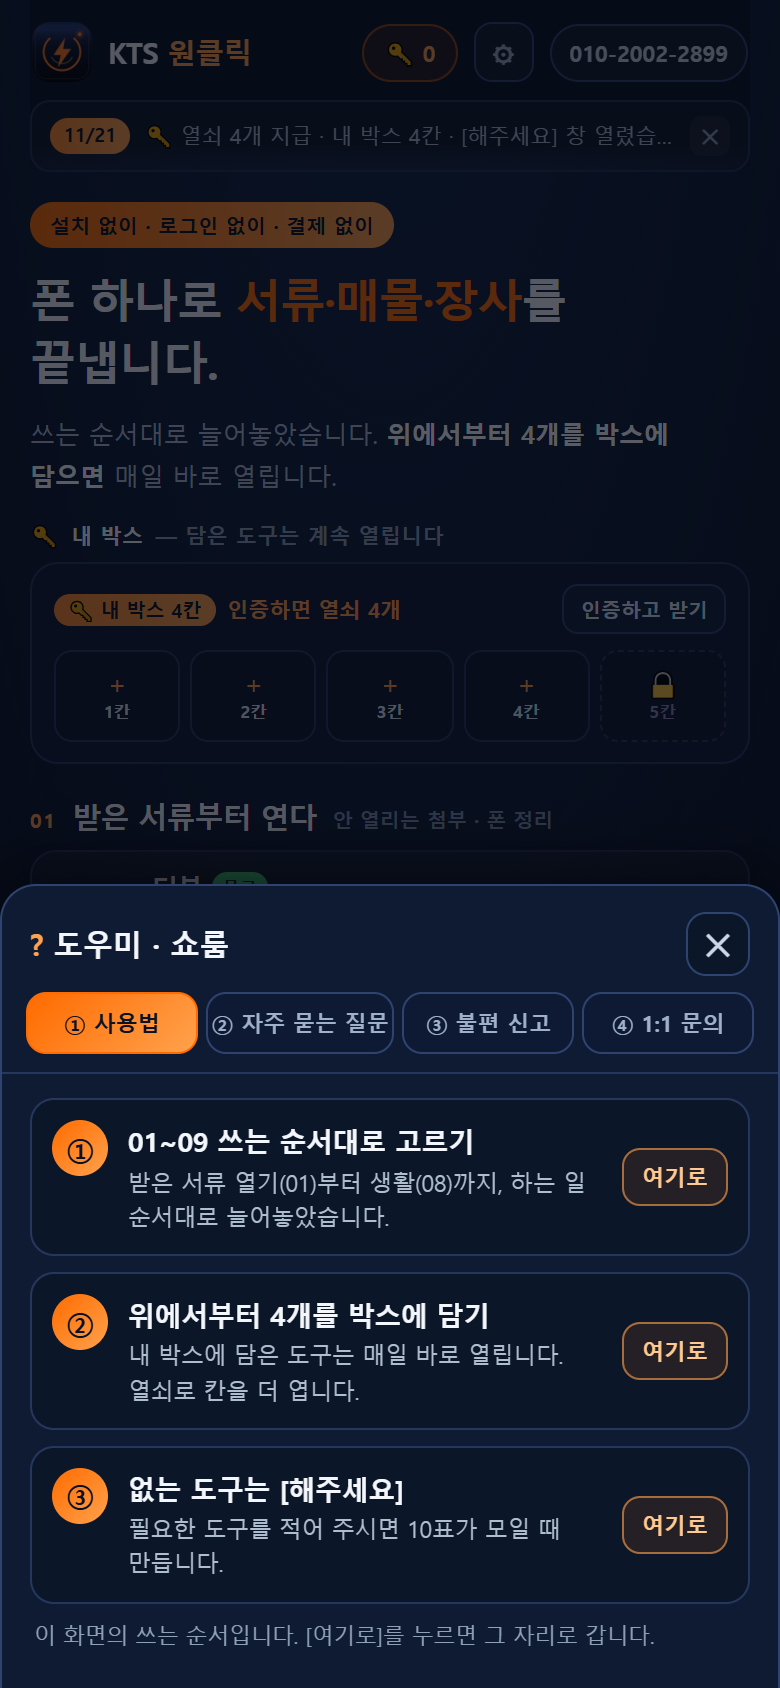 KTS 원클릭
0
010-2002-2899
11/21 열쇠 4개 지급 · 내 박스 4칸 · [해주세요] 창 열렸습...
설치 없이 · 로그인 없이 · 결제 없이
폰 하나로 서류·매물·장사를
끝냅니다.
쓰는 순서대로 늘어놓았습니다. 위에서부터 4개를 박스에
담으면 매일 바로 열립니다.
내 박스 — 담은 도구는 계속 열립니다
내 박스 4칸 인증하면 열쇠 4개 인증하고 받기
+ + + +
1칸 2칸 3칸 4칸 5칸
01 받은 서류부터 연다 안 열리는 첨부 · 폰 정리
? 도우미 · 쇼룸
① 사용법 ② 자주 묻는 질문 ③ 불편 신고 ④ 1:1 문의
① 01~09 쓰는 순서대로 고르기
받은 서류 열기(01)부터 생활(08)까지, 하는 일
순서대로 늘어놓았습니다.
여기로
② 위에서부터 4개를 박스에 담기
내 박스에 담은 도구는 매일 바로 열립니다.
열쇠로 칸을 더 엽니다.
여기로
③ 없는 도구는 [해주세요]
필요한 도구를 적어 주시면 10표가 모일 때
만듭니다.
여기로
이 화면의 쓰는 순서입니다. [여기로]를 누르면 그 자리로 갑니다.